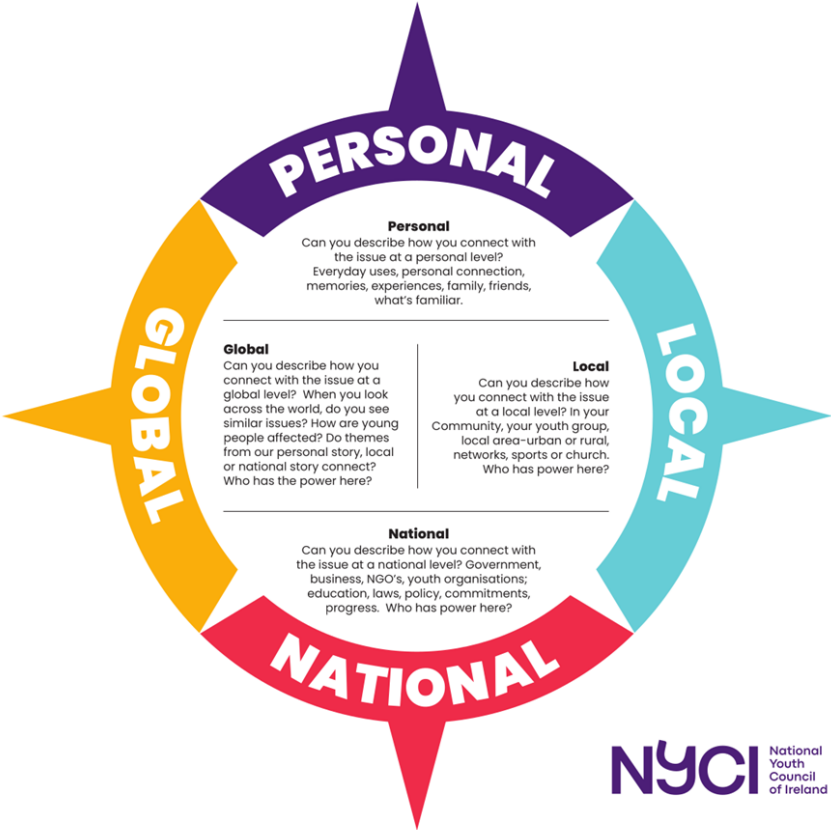 PERSONAL
Personal
Can you describe how you connect with
the issue at a personal level?
Everyday uses, personal connection,
memories, experiences, family, friends,
what's familiar.
GLOBAL
Global
Can you describe how you
connect with the issue at a
global level?  When you look
across the world, do you see
similar issues? How are young
people affected? Do themes
from our personal story, local
or national story connect?
Who has the power here?
Local
Can you describe how
you connect with the issue
at a local level? In your
Community, your youth group,
local area-urban or rural,
networks, sports or church.
Who has power here?
LOCAL
National
Can you describe how you connect with
the issue at a national level? Government,
business, NGO's, youth organisations;
education, laws, policy, commitments,
progress.  Who has power here?
NATIONAL
NYCI
National
Youth
Council
of Ireland